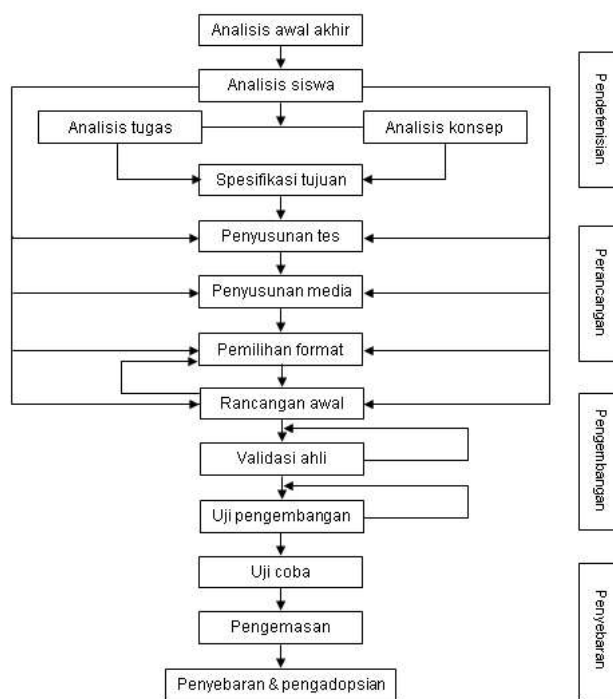 Analisis awal akhir
Analisis siswa
Analisis tugas
Analisis konsep
Spesifikasi tujuan
Penyusunan tes
Penyusunan media
Pemilihan format
Rancangan awal
Validasi ahli
Uji pengembangan
Uji coba
Pengemasan
Penyebaran & pengadopsian
Pendefenisian
Perancangan
Pengembangan
Penyebaran